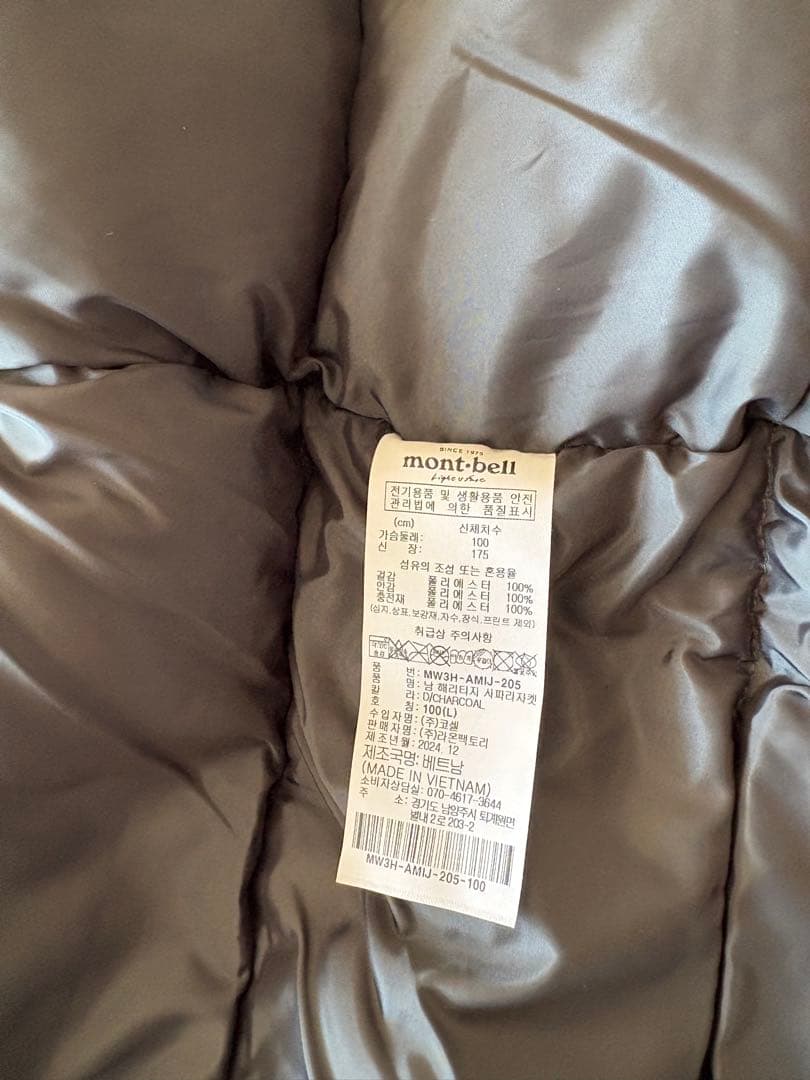 SINCE 1975
mont-bell
전기용품 및 생활용품 안전
관리법에 의한 품질표시
(cm) 신체치수
가슴둘레: 100
신 장: 175
섬유의 조성 또는 혼용율
겉감 폴리에스터 100%
안감 폴리에스터 100%
충전재 폴리에스터 100%
(심지,상표,보강재,자수,장식,프린트 제외)
취급상 주의사항
품 번: MW3H-AMIJ-205
품 명: 남 헤리티지 사파리자켓
칼 라: D/CHARCOAL
호 칭: 100(L)
수입자명: (주)코셀
판매자명: (주)라온팩토리
제조년월: 2024.12
제조국명: 베트남
(MADE IN VIETNAM)
소비자상담실: 070-4617-3644
주 소: 경기도 남양주시 퇴계원면
별내2로 203-2
MW3H-AMIJ-205-100